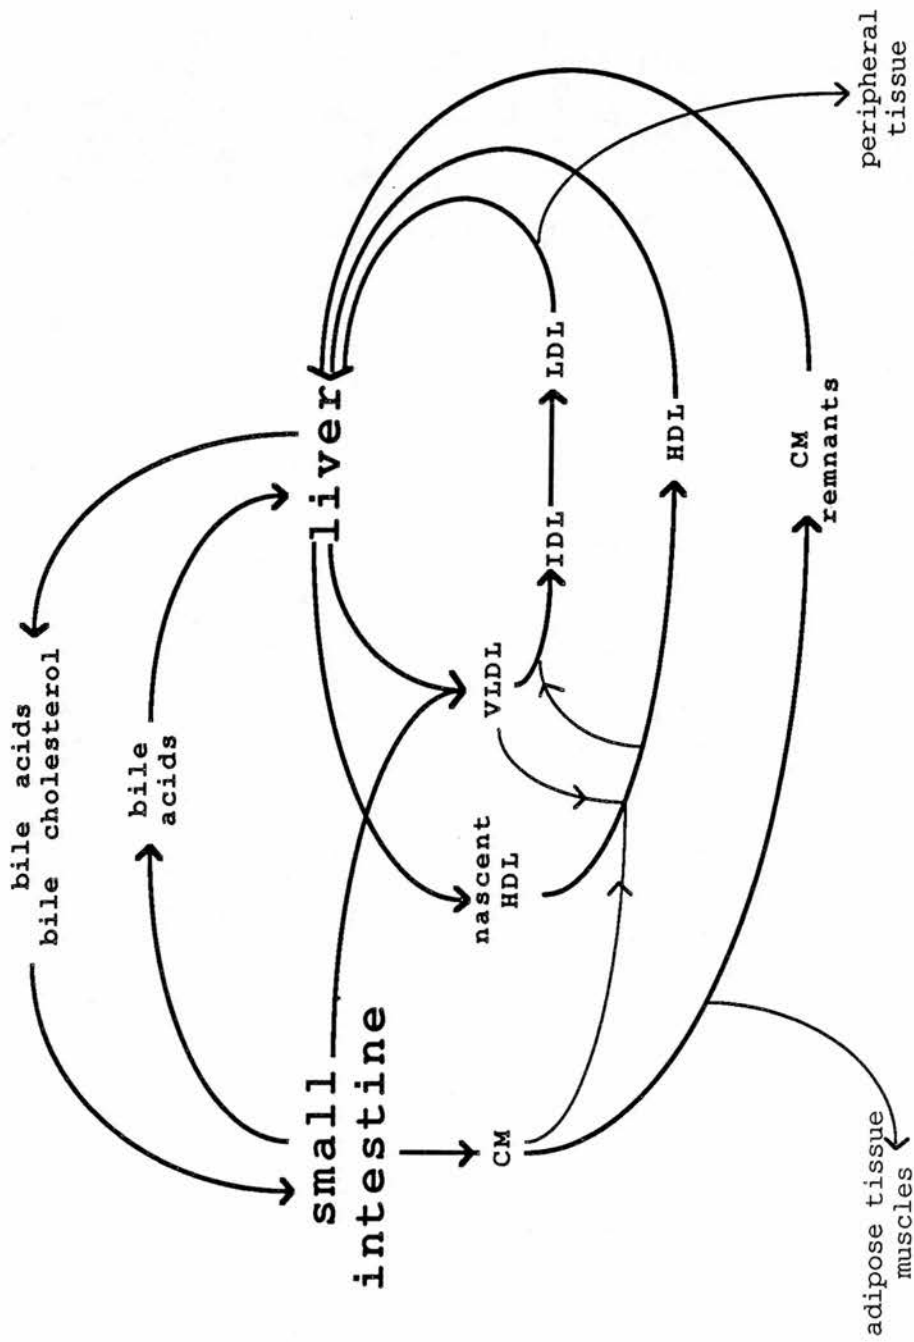 bile acids
bile cholesterol
bile
acids
small
intestine
liver
nascent
HDL
VLDL
CM
IDL
LDL
HDL
CM
remnants
adipose tissue
muscles
peripheral
tissue